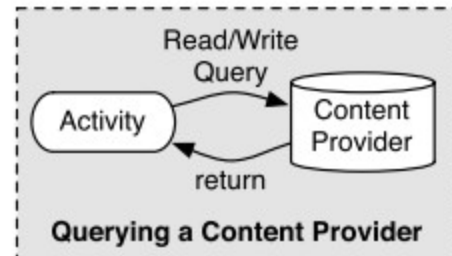 Read/Write
Query
Activity
Content
Provider
return
Querying a Content Provider